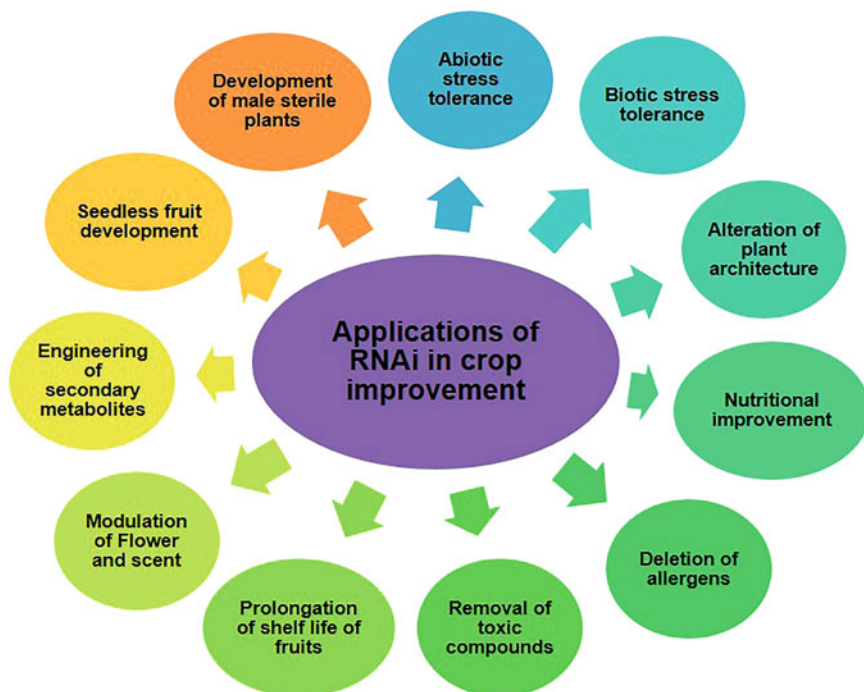 Applications of
RNAi in crop
improvement
Abiotic
stress
tolerance
Biotic stress
tolerance
Alteration of
plant
architecture
Nutritional
improvement
Deletion of
allergens
Removal of
toxic
compounds
Prolongation
of shelf life of
fruits
Modulation
of Flower
and scent
Engineering
of
secondary
metabolites
Seedless fruit
development
Development
of male sterile
plants